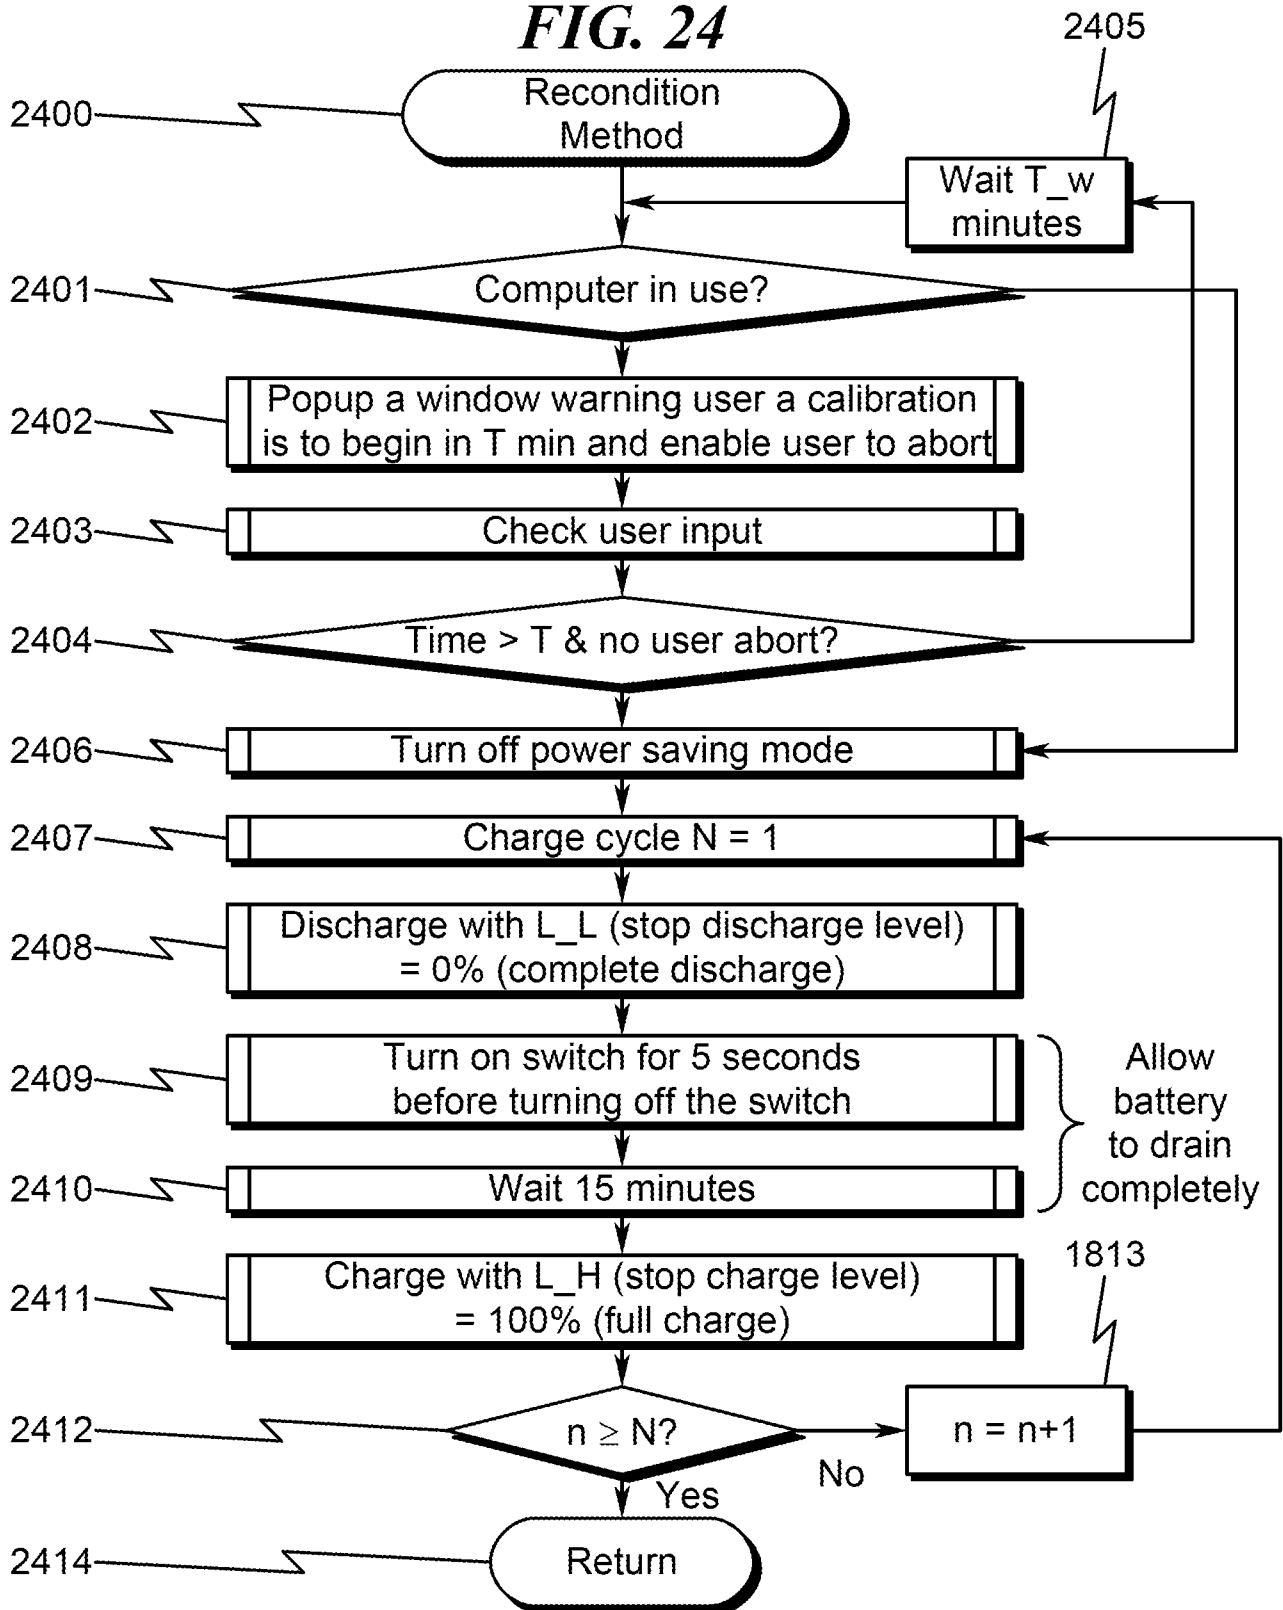 FIG. 24
2405
2400
Recondition
Method
Wait T_w
minutes
2401
Computer in use?
2402
Popup a window warning user a calibration
is to begin in T min and enable user to abort
2403
Check user input
2404
Time > T & no user abort?
2406
Turn off power saving mode
2407
Charge cycle N = 1
2408
Discharge with L_L (stop discharge level)
= 0% (complete discharge)
2409
Turn on switch for 5 seconds
before turning off the switch
Allow
battery
to drain
completely
2410
Wait 15 minutes
1813
2411
Charge with L_H (stop charge level)
= 100% (full charge)
2412
n ≥ N?
No
n = n+1
Yes
2414
Return